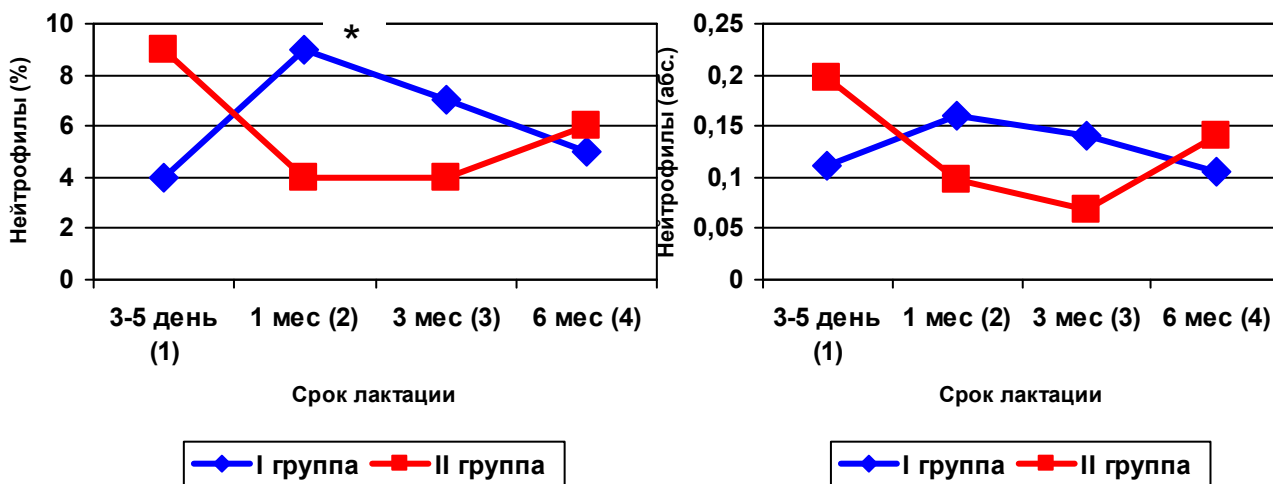 Нейтрофилы (%)
10
8
6
4
2
0
*
3-5 день
(1)
1 мес (2)
3 мес (3)
6 мес (4)
Срок лактации
I группа
II группа
Нейтрофилы (абс.)
0,25
0,2
0,15
0,1
0,05
0
3-5 день
(1)
1 мес (2)
3 мес (3)
6 мес (4)
Срок лактации
I группа
II группа